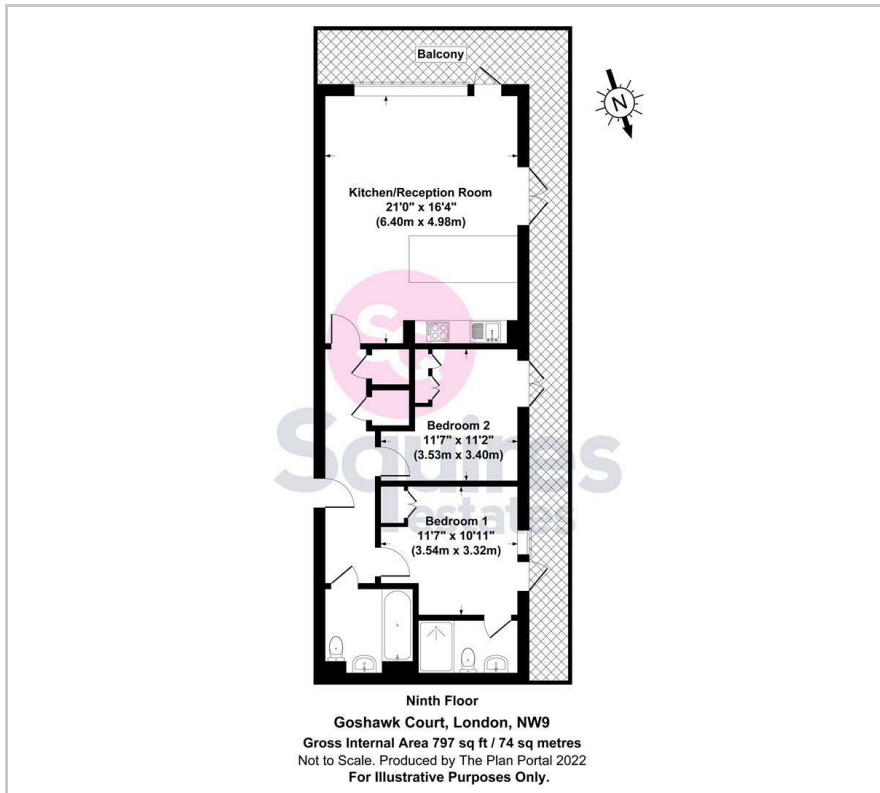 Balcony
N
Kitchen/Reception Room
21'0" x 16'4"
(6.40m x 4.98m)
SG
Bedroom 2
11'7" x 11'2"
(3.53m x 3.40m)
Squires
estates
Bedroom 1
11'7" x 10'11"
(3.54m x 3.32m)
Ninth Floor
Goshawk Court, London, NW9
Gross Internal Area 797 sq ft / 74 sq metres
Not to Scale. Produced by The Plan Portal 2022
For Illustrative Purposes Only.